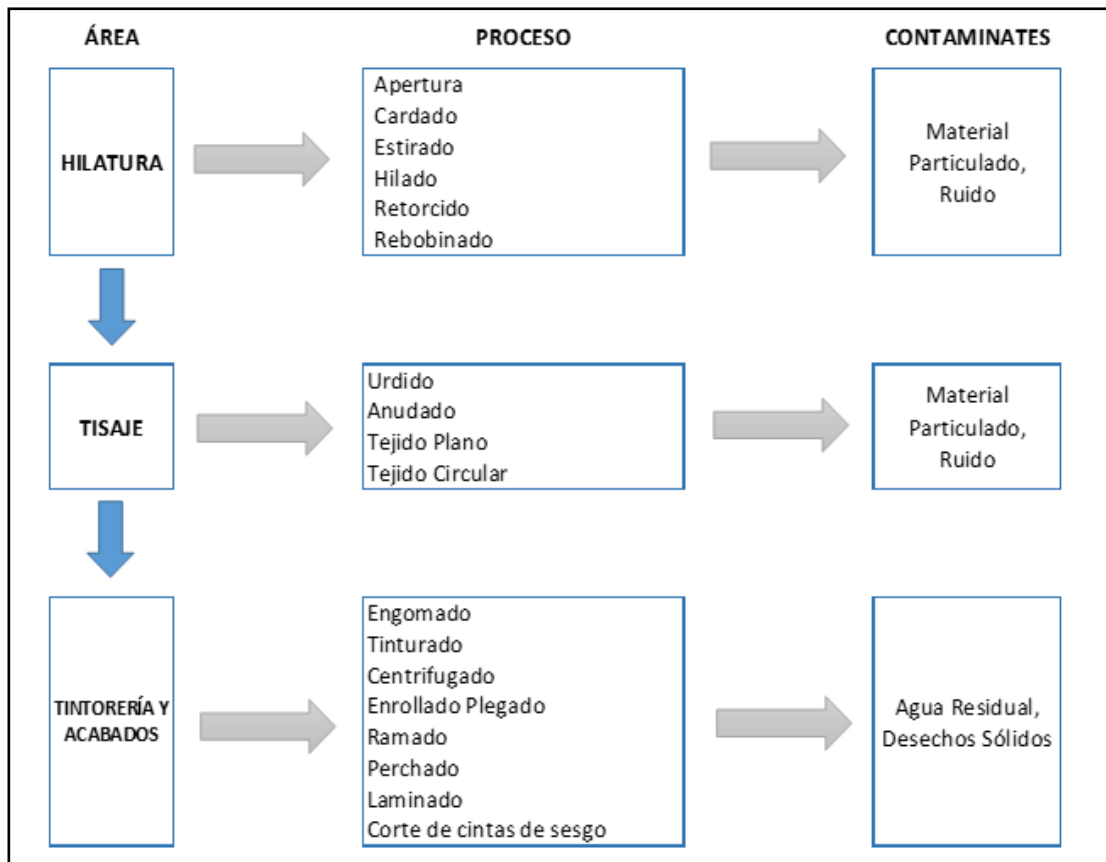 ÁREA
PROCESO
CONTAMINATES
HILATURA
Apertura
Cardado
Estirado
Hilado
Retorcido
Rebobinado
Material
Particulado,
Ruido
TISAJE
Urdido
Anudado
Tejido Plano
Tejido Circular
Material
Particulado,
Ruido
TINTORERÍA Y
ACABADOS
Engomado
Tinturado
Centrifugado
Enrollado Plegado
Ramado
Perchado
Laminado
Corte de cintas de sesgo
Agua Residual,
Desechos Sólidos